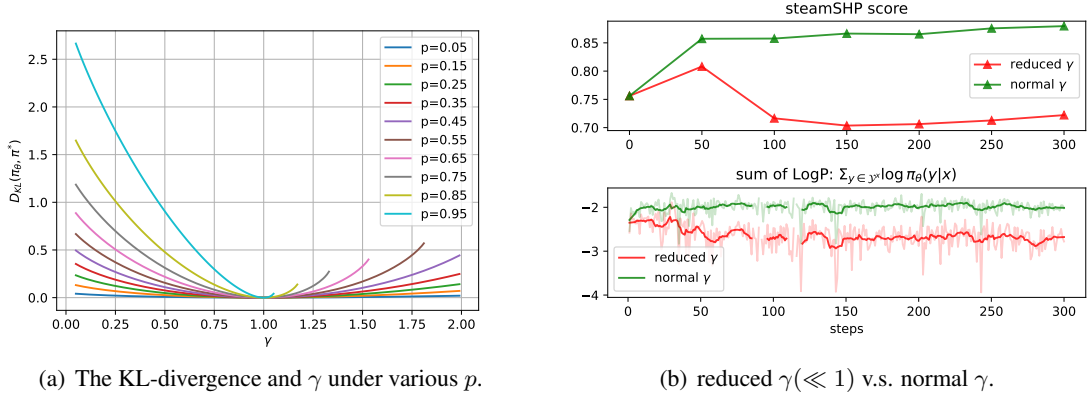 2.5
2.0
1.5
1.0
0.5
0.0
D_{KL}(π_θ, π^*)
0.00 0.25 0.50 0.75 1.00 1.25 1.50 1.75 2.00
γ
p=0.05
p=0.15
p=0.25
p=0.35
p=0.45
p=0.55
p=0.65
p=0.75
p=0.85
p=0.95
(a) The KL-divergence and γ under various p.
steamSHP score
0.85
0.80
0.75
0.70
reduced γ
normal γ
0 50 100 150 200 250 300
sum of LogP: Σ_{y ∈ 𝒴^x} log π_θ(y|x)
−2
−3
−4
reduced γ
normal γ
0 50 100 150 200 250 300
steps
(b) reduced γ(≪ 1) v.s. normal γ.